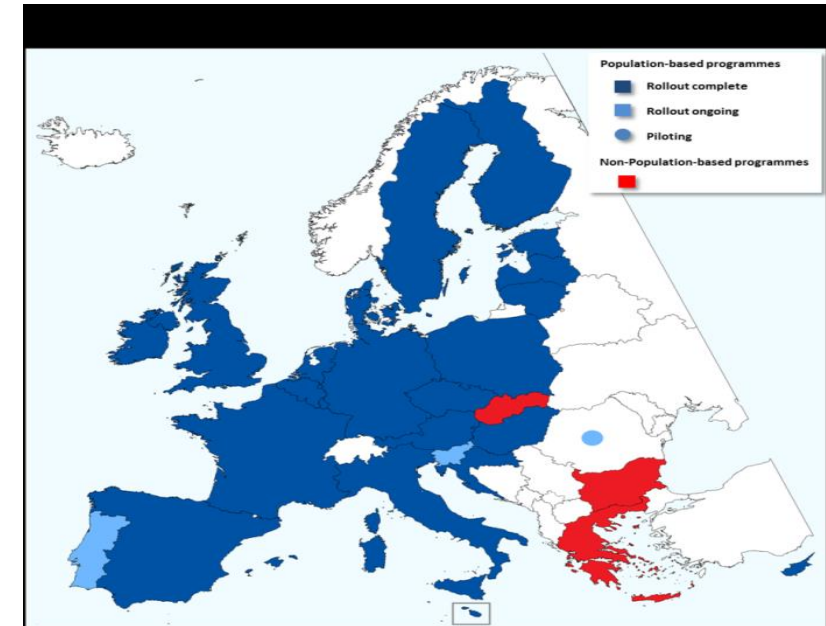 Population-based programmes
Rollout complete
Rollout ongoing
Piloting
Non-Population-based programmes